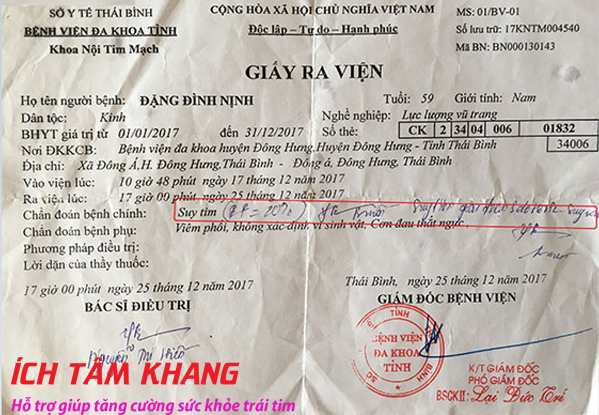 SỞ Y TẾ THÁI BÌNH
BỆNH VIỆN ĐA KHOA TỈNH
Khoa Nội Tim Mạch
CỘNG HÒA XÃ HỘI CHỦ NGHĨA VIỆT NAM
Độc lập - Tự do - Hạnh phúc
MS: 01/BV-01
Số lưu trữ: 17KNTM004540
Mã BN: BN000130143
GIẤY RA VIỆN
Họ tên người bệnh: ĐẶNG ĐÌNH NỊNH Tuổi: 59 Giới tính: Nam
Dân tộc: Kinh Nghề nghiệp: Lực lượng vũ trang
BHYT giá trị từ 01/01/2017 đến 31/12/2017 Số thẻ: CK 2 34 04 006 01832
Nơi ĐKKCB: Bệnh viện đa khoa huyện Đông Hưng,Huyện Đông Hưng - Tỉnh Thái Bình 34006
Địa chỉ: Xã Đông Á,H. Đông Hưng,Thái Bình - Đông á, Đông Hưng, Thái Bình
Vào viện lúc: 10 giờ 48 phút ngày 17 tháng 12 năm 2017
Ra viện lúc: 17 giờ 00 phút ngày 25 tháng 12 năm 2017
Chẩn đoán bệnh chính: Suy tim
Chẩn đoán bệnh phụ: Viêm phổi, không xác định vi sinh vật, Cơn đau thắt ngực.
Phương pháp điều trị:
Lời dặn của thầy thuốc:
17 giờ 00 phút, ngày 25 tháng 12 năm 2017
BÁC SĨ ĐIỀU TRỊ
Thái Bình, ngày 25 tháng 12 năm 2017
GIÁM ĐỐC BỆNH VIỆN
BỆNH VIỆN
ĐA KHOA
TỈNH
K/T GIÁM ĐỐC
PHÓ GIÁM ĐỐC
BSCKII: Lại Đức Trí
ÍCH TÂM KHANG
Hỗ trợ giúp tăng cường sức khỏe trái tim